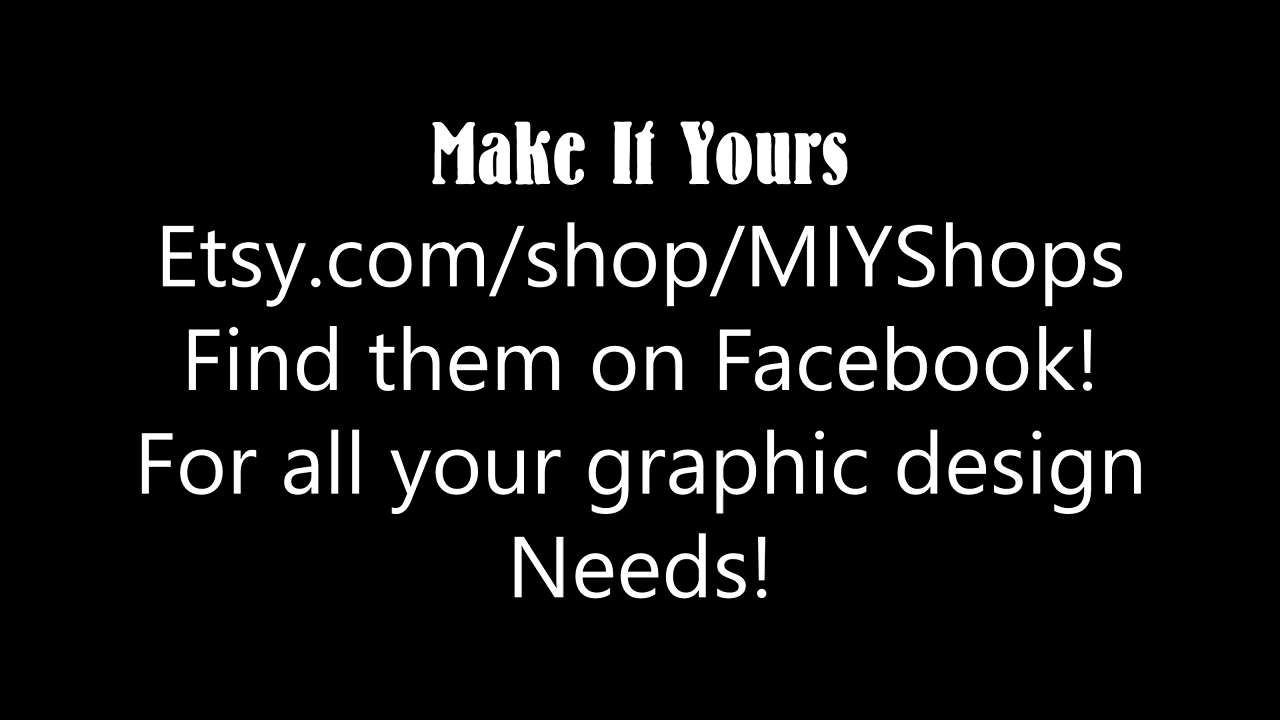 Make It Yours
Etsy.com/shop/MIYShops
Find them on Facebook!
For all your graphic design
Needs!